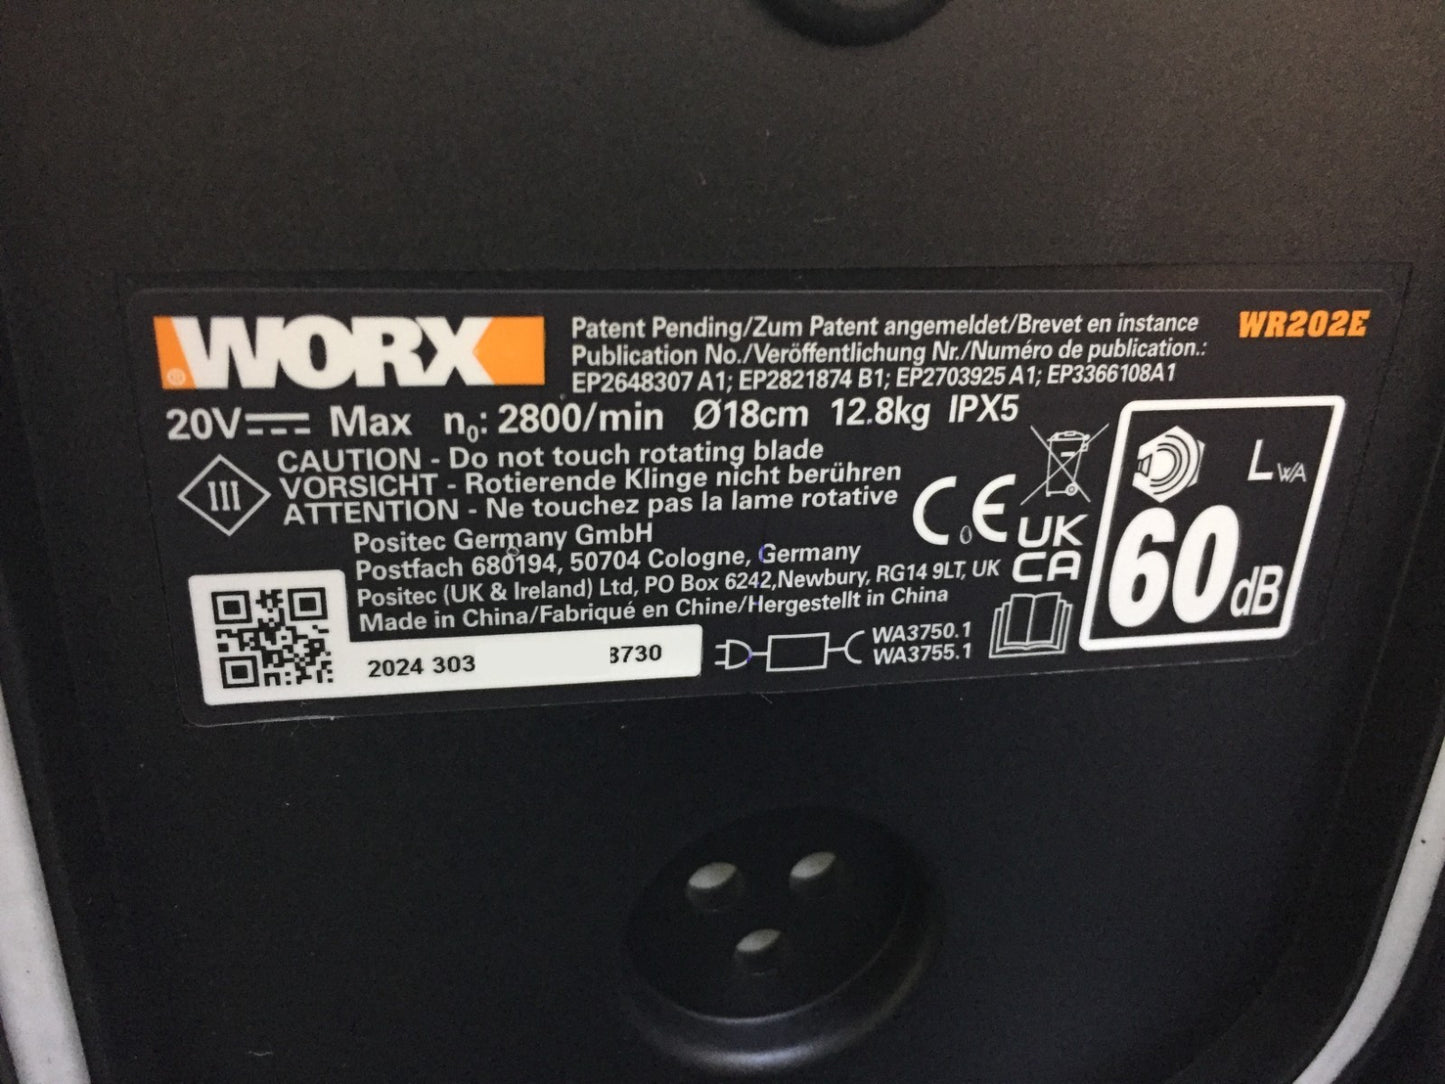 WORX
Patent Pending/Zum Patent angemeldet/Brevet en instance
WR202E
Publication No./Veröffentlichung Nr./Numéro de publication.:
EP2648307 A1; EP2821874 B1; EP2703925 A1; EP3366108A1
20V⎓ Max n₀: 2800/min Ø18cm 12.8kg IPX5
III
CAUTION - Do not touch rotating blade
VORSICHT - Rotierende Klinge nicht berühren
ATTENTION - Ne touchez pas la lame rotative
CE
UK
CA
LWA
60dB
Positec Germany GmbH
Postfach 680194, 50704 Cologne, Germany
Positec (UK & Ireland) Ltd, PO Box 6242,Newbury, RG14 9LT, UK
Made in China/Fabriqué en Chine/Hergestellt in China
2024 303
3730
WA3750.1
WA3755.1